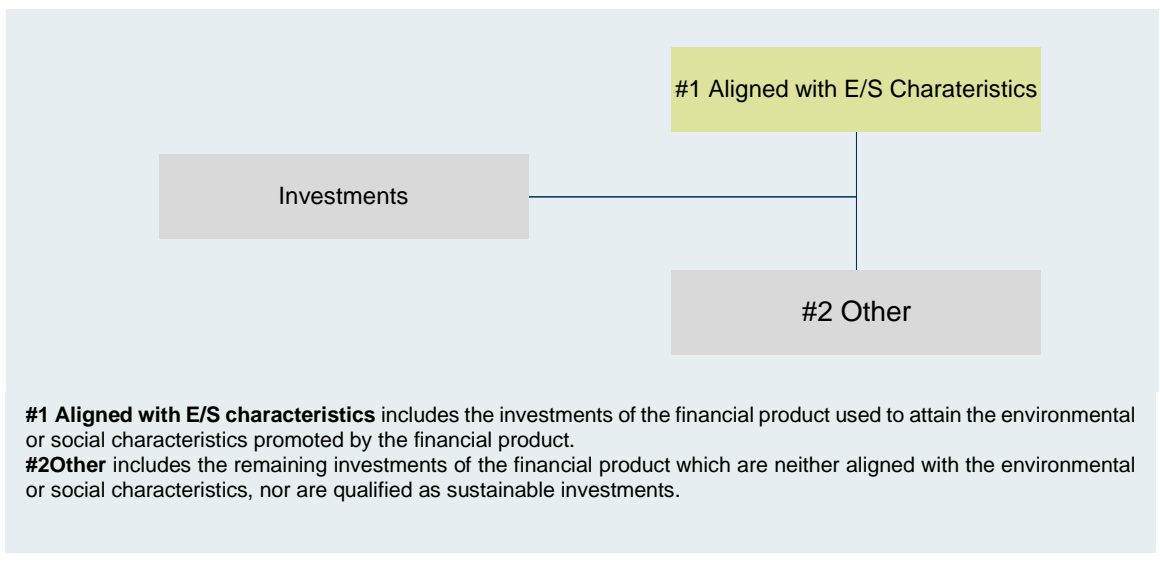 #1 Aligned with E/S Charateristics
Investments
#2 Other
#1 Aligned with E/S characteristics includes the investments of the financial product used to attain the environmental
or social characteristics promoted by the financial product.
#2Other includes the remaining investments of the financial product which are neither aligned with the environmental
or social characteristics, nor are qualified as sustainable investments.